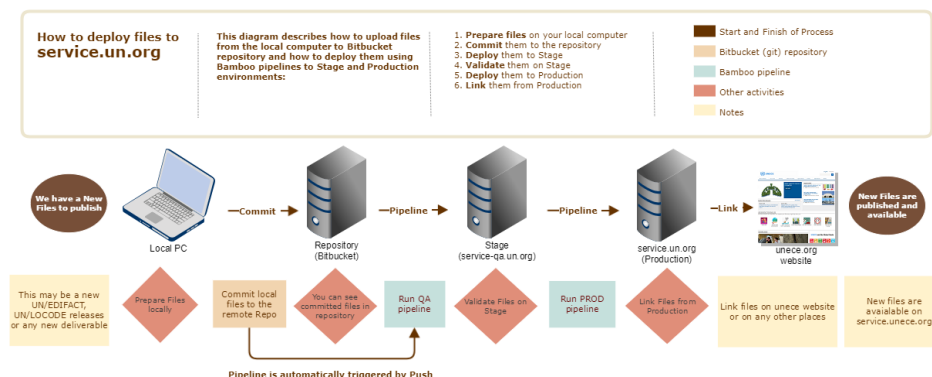 How to deploy files to
service.un.org
This diagram describes how to upload files
from the local computer to Bitbucket
repository and how to deploy them using
Bamboo pipelines to Stage and Production
environments:
1. Prepare files on your local computer
2. Commit them to the repository
3. Deploy them to Stage
4. Validate them on Stage
5. Deploy them to Production
6. Link them from Production
Start and Finish of Process
Bitbucket (git) repository
Bamboo pipeline
Other activities
Notes
We have a New
Files to publish
Commit
Pipeline
Pipeline
Link
New Files are
published and
available
Local PC
Repository
(Bitbucket)
Stage
(service-qa.un.org)
service.un.org
(Production)
unece.org
website
This may be a new
UN/EDIFACT,
UN/LOCODE releases
or any new deliverable
Prepare Files
locally
Commit local
files to the
remote Repo
You can see
committed files in
repository
Run QA
pipeline
Validate Files on
Stage
Run PROD
pipeline
Link Files from
Production
Link files on unece website
or on any other places
New files are
avaialable on
service.unece.org
Pipeline is automatically triggered by Push